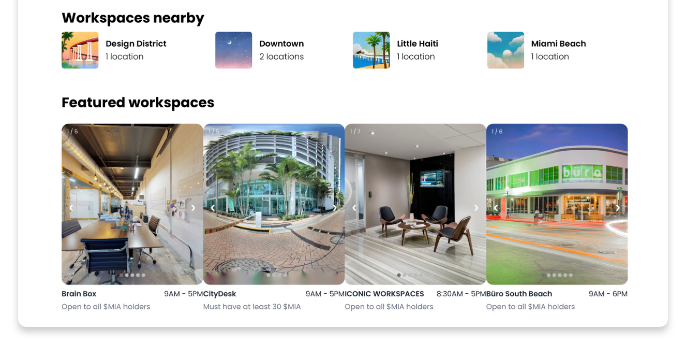 Workspaces nearby
Design District
1 location
Downtown
2 locations
Little Haiti
1 location
Miami Beach
1 location
Featured workspaces
1 / 6
1 / 7
1 / 6
büro
Brain Box 9AM - 5PM
Open to all $MIA holders
CityDesk 9AM - 5PM
Must have at least 30 $MIA
ICONIC WORKSPACES 8:30AM - 5PM
Open to all $MIA holders
Büro South Beach 9AM - 6PM
Open to all $MIA holders